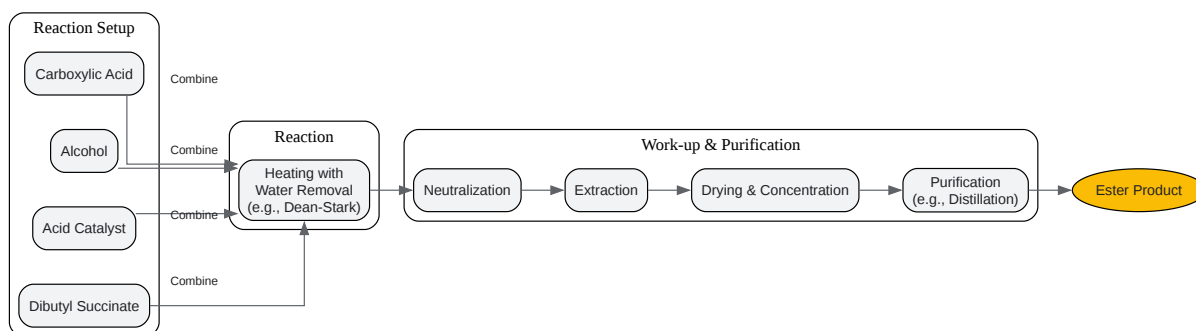 Reaction Setup
Carboxylic Acid
Combine
Alcohol
Combine
Acid Catalyst
Combine
Dibutyl Succinate
Combine
Reaction
Heating with
Water Removal
(e.g., Dean-Stark)
Work-up & Purification
Neutralization
Extraction
Drying & Concentration
Purification
(e.g., Distillation)
Ester Product